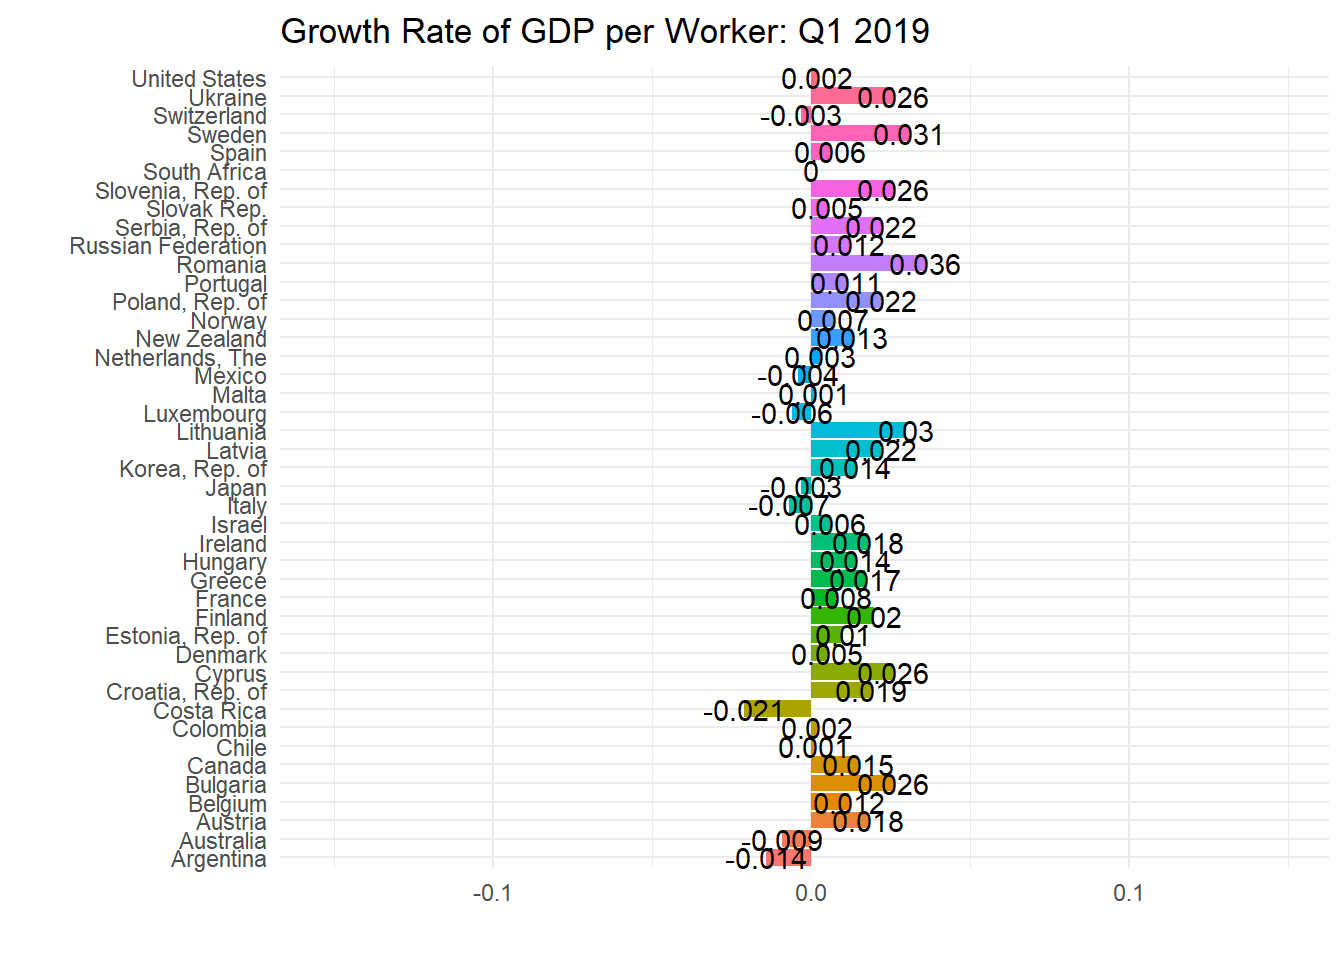 Growth Rate of GDP per Worker: Q1 2019
United States 0.002
Ukraine 0.026
Switzerland -0.003
Sweden 0.031
Spain 0.006
South Africa 0
Slovenia, Rep. of 0.026
Slovak Rep. 0.005
Serbia, Rep. of 0.022
Russian Federation 0.012
Romania 0.036
Portugal 0.011
Poland, Rep. of 0.022
Norway 0.007
New Zealand 0.013
Netherlands, The 0.003
Mexico -0.004
Malta 0.001
Luxembourg -0.006
Lithuania 0.03
Latvia 0.022
Korea, Rep. of 0.014
Japan -0.003
Italy -0.007
Israel 0.006
Ireland 0.018
Hungary 0.014
Greece 0.017
France 0.008
Finland 0.02
Estonia, Rep. of 0.01
Denmark 0.005
Cyprus 0.026
Croatia, Rep. of 0.019
Costa Rica -0.021
Colombia 0.002
Chile 0.001
Canada 0.015
Bulgaria 0.026
Belgium 0.012
Austria 0.018
Australia -0.009
Argentina -0.014
-0.1 0.0 0.1